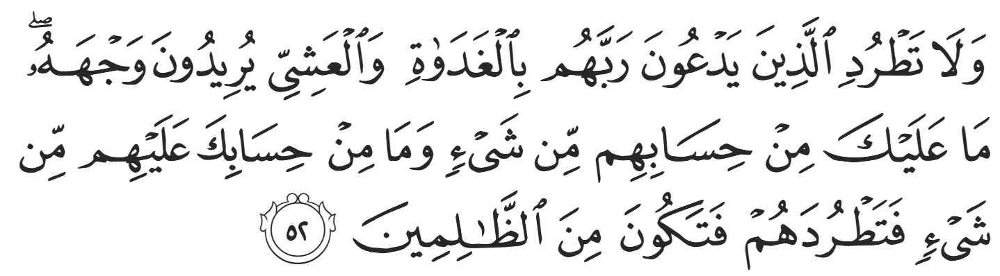 وَلَا تَطۡرُدِ ٱلَّذِينَ يَدۡعُونَ رَبَّهُم بِٱلۡغَدَوٰةِ وَٱلۡعَشِيِّ يُرِيدُونَ وَجۡهَهُۥۖ
مَا عَلَيۡكَ مِنۡ حِسَابِهِم مِّن شَيۡءٖ وَمَا مِنۡ حِسَابِكَ عَلَيۡهِم مِّن
شَيۡءٖ فَتَطۡرُدَهُمۡ فَتَكُونَ مِنَ ٱلظَّٰلِمِينَ ٥٢